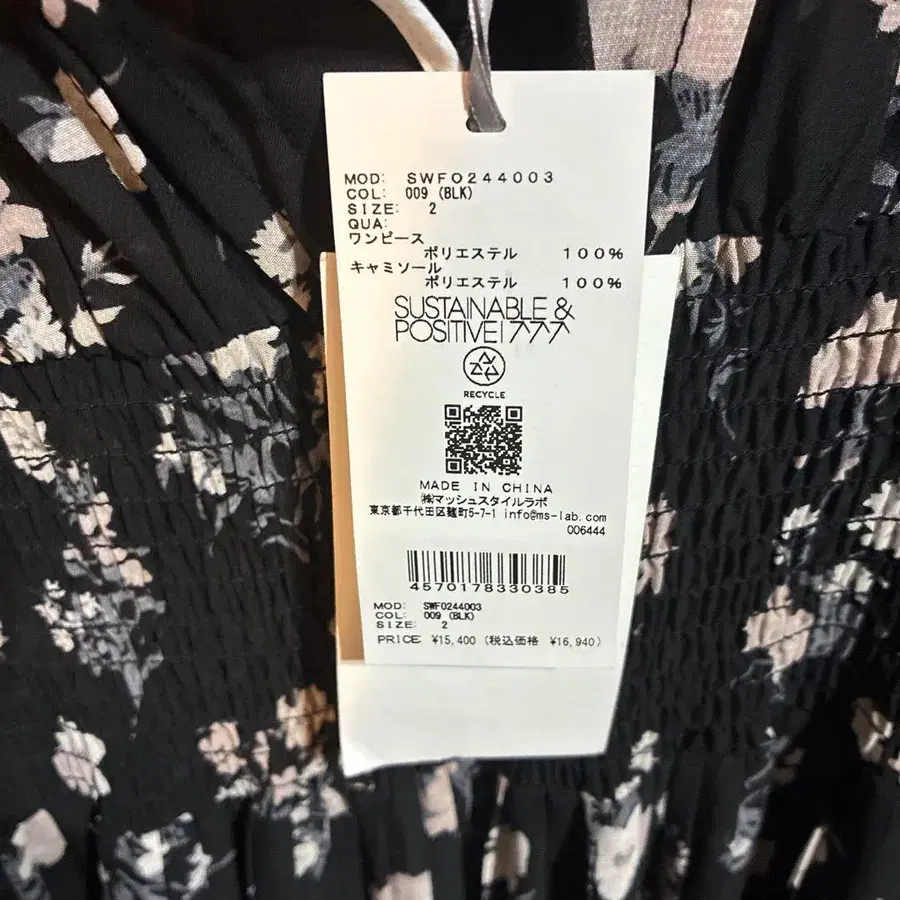 MOD: SWFO244003
COL: 009 (BLK)
SIZE: 2
QUA:
ワンピース
ポリエステル 100%
キャミソール
ポリエステル 100%
SUSTAINABLE &
POSITIVE!777
RECYCLE
MADE IN CHINA
㈱マッシュスタイルラボ
東京都千代田区麹町5-7-1 info@ms-lab.com
006444
4570178330385
MOD: SWFO244003
COL: 009 (BLK)
SIZE: 2
PRICE ¥15,400 (税込価格 ¥16,940)